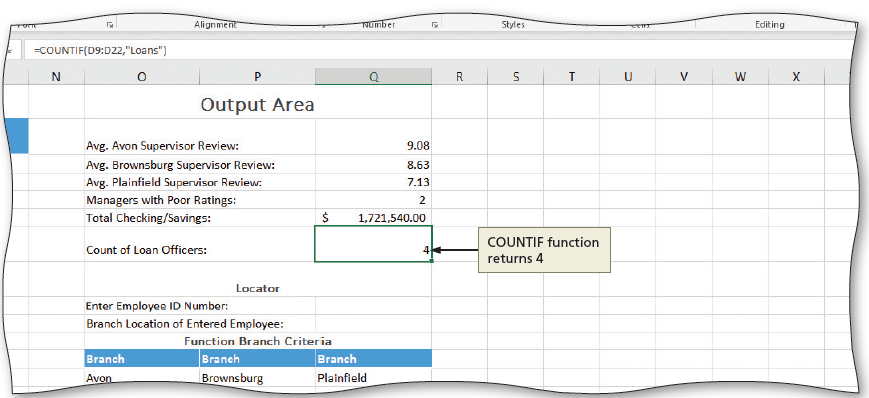 Alignment Number Styles Editing
=COUNTIF(D9:D22,"Loans")
N O P Q R S T U V W X
Output Area
Avg. Avon Supervisor Review: 9.08
Avg. Brownsburg Supervisor Review: 8.63
Avg. Plainfield Supervisor Review: 7.13
Managers with Poor Ratings: 2
Total Checking/Savings: $ 1,721,540.00
Count of Loan Officers: 4
COUNTIF function
returns 4
Locator
Enter Employee ID Number:
Branch Location of Entered Employee:
Function Branch Criteria
Branch Branch Branch
Avon Brownsburg Plainfield